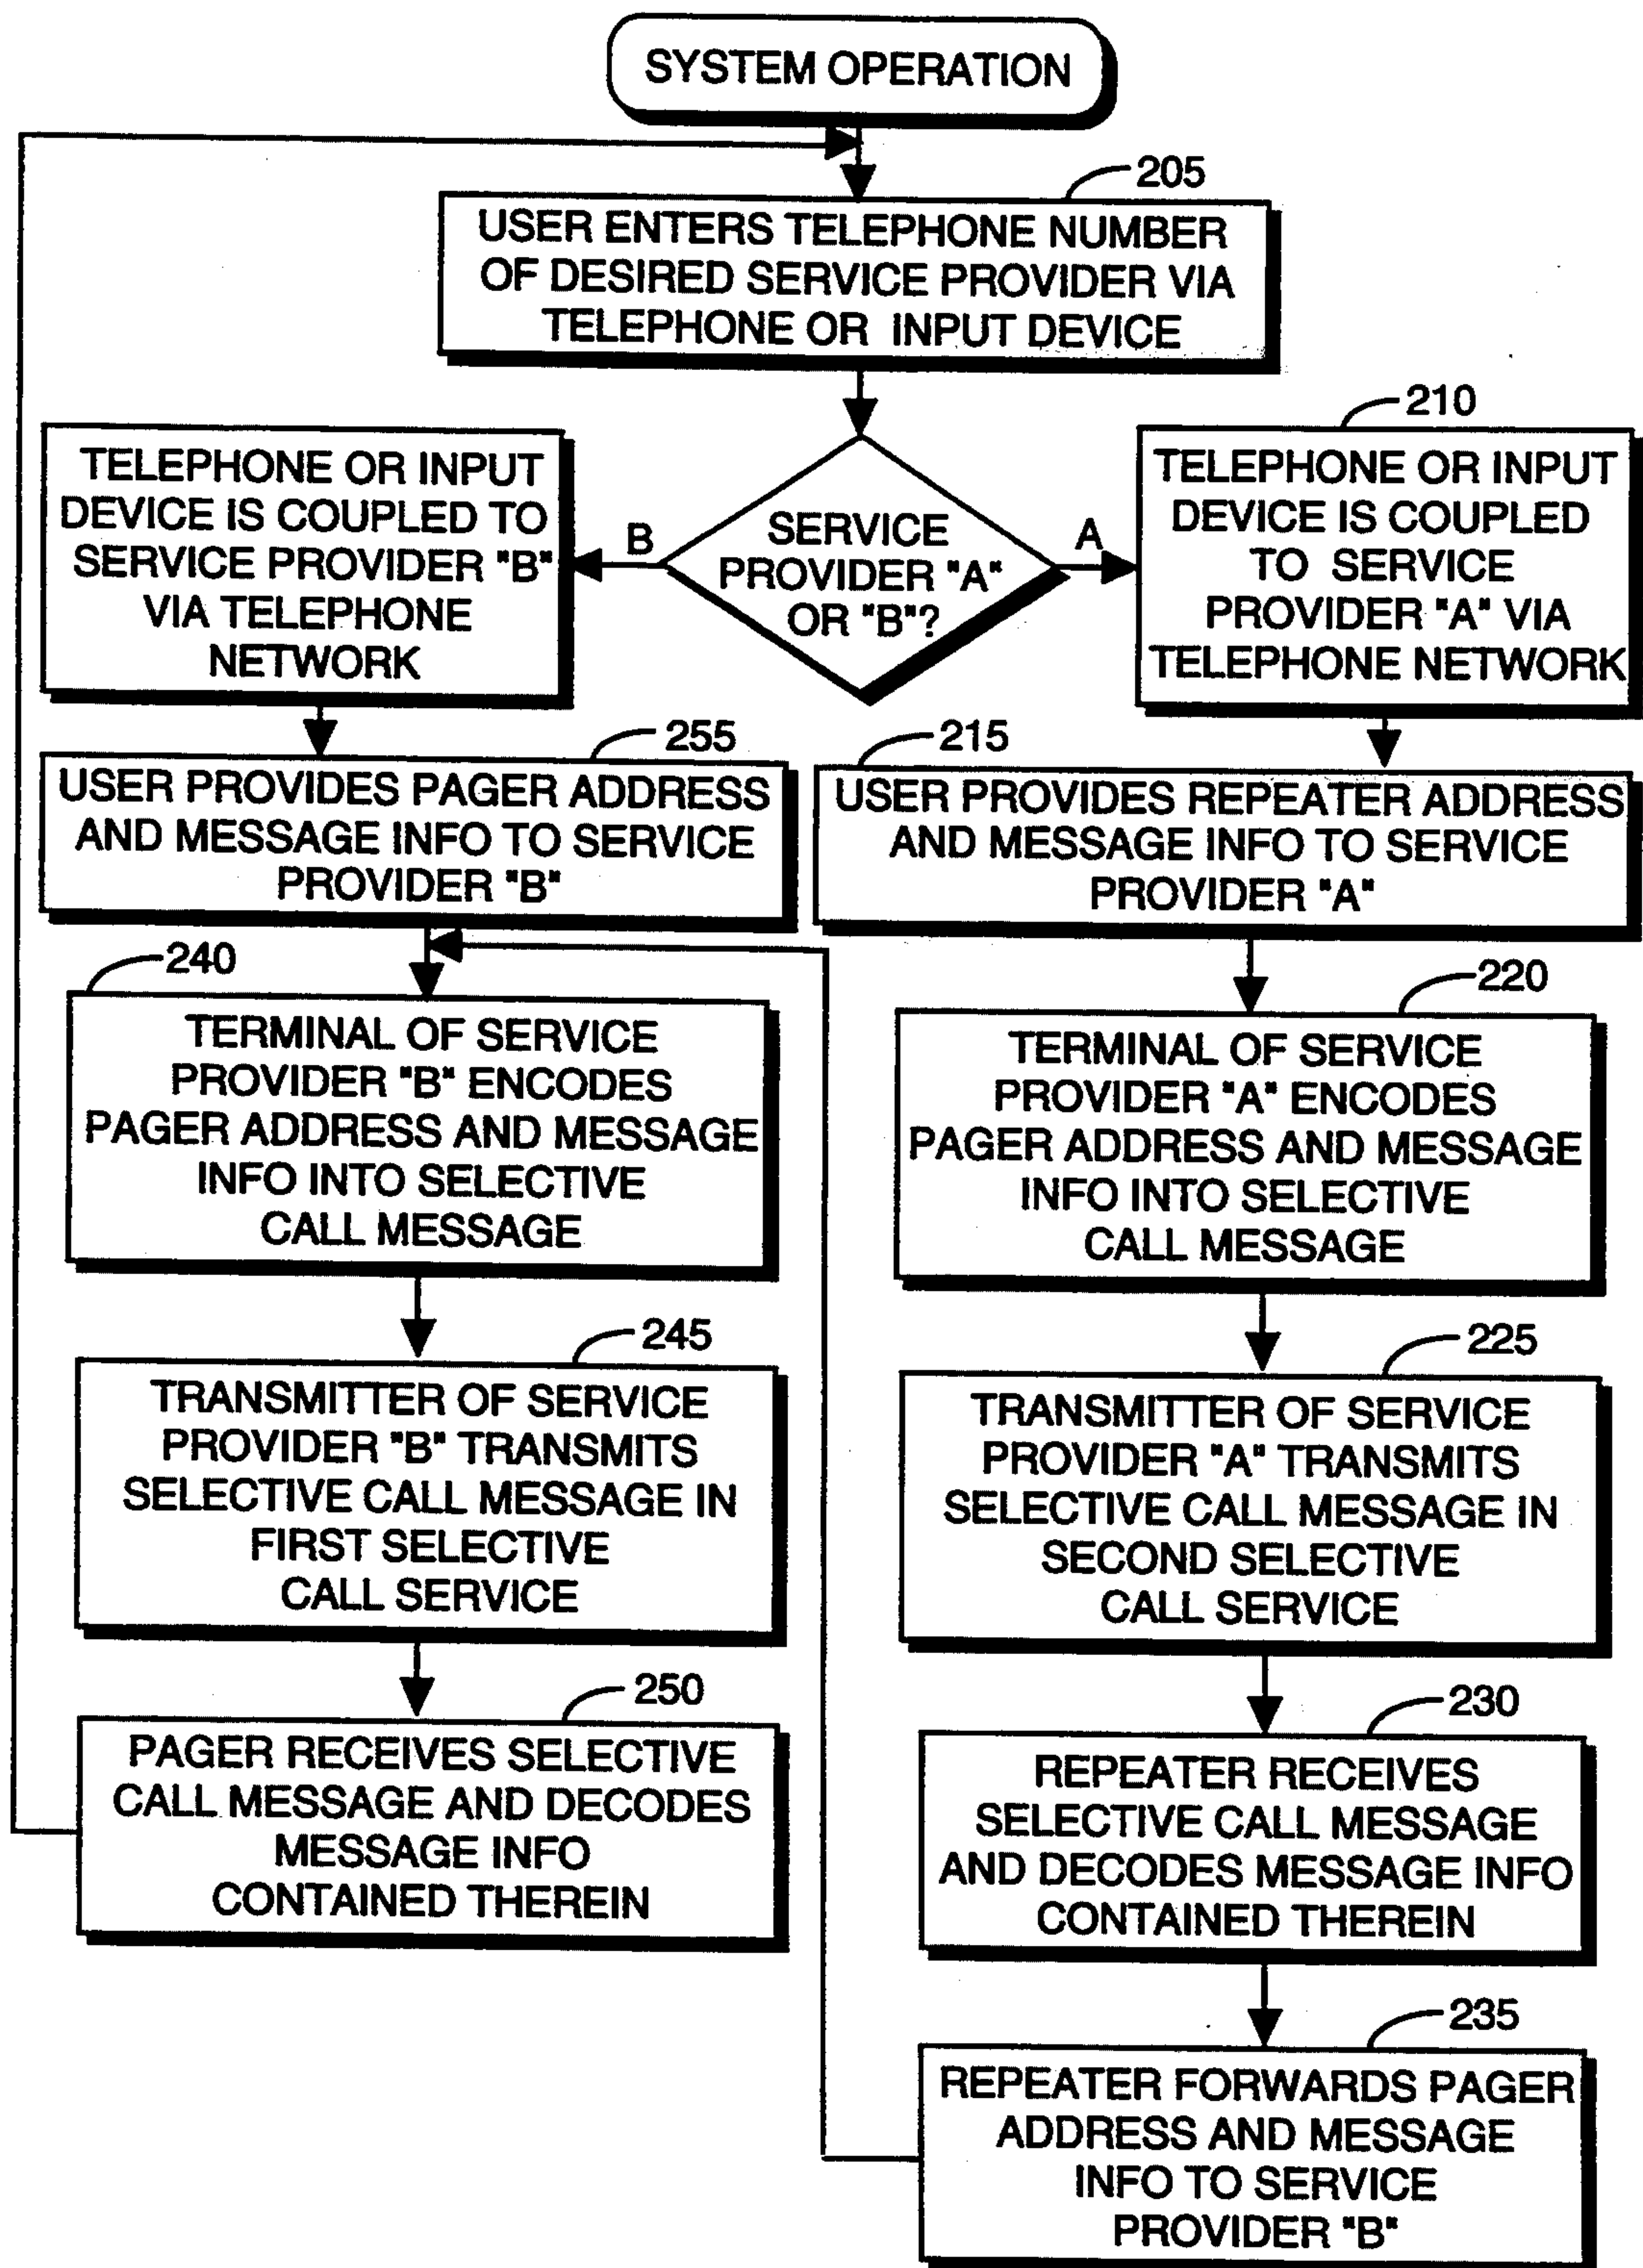 SYSTEM OPERATION
205
USER ENTERS TELEPHONE NUMBER
OF DESIRED SERVICE PROVIDER VIA
TELEPHONE OR INPUT DEVICE
SERVICE
PROVIDER "A"
OR "B"?
B
A
TELEPHONE OR INPUT
DEVICE IS COUPLED TO
SERVICE PROVIDER "B"
VIA TELEPHONE
NETWORK
210
TELEPHONE OR INPUT
DEVICE IS COUPLED
TO SERVICE
PROVIDER "A" VIA
TELEPHONE NETWORK
255
USER PROVIDES PAGER ADDRESS
AND MESSAGE INFO TO SERVICE
PROVIDER "B"
215
USER PROVIDES REPEATER ADDRESS
AND MESSAGE INFO TO SERVICE
PROVIDER "A"
240
TERMINAL OF SERVICE
PROVIDER "B" ENCODES
PAGER ADDRESS AND MESSAGE
INFO INTO SELECTIVE
CALL MESSAGE
220
TERMINAL OF SERVICE
PROVIDER "A" ENCODES
PAGER ADDRESS AND MESSAGE
INFO INTO SELECTIVE
CALL MESSAGE
245
TRANSMITTER OF SERVICE
PROVIDER "B" TRANSMITS
SELECTIVE CALL MESSAGE IN
FIRST SELECTIVE
CALL SERVICE
225
TRANSMITTER OF SERVICE
PROVIDER "A" TRANSMITS
SELECTIVE CALL MESSAGE IN
SECOND SELECTIVE
CALL SERVICE
250
PAGER RECEIVES SELECTIVE
CALL MESSAGE AND DECODES
MESSAGE INFO
CONTAINED THEREIN
230
REPEATER RECEIVES
SELECTIVE CALL MESSAGE
AND DECODES MESSAGE INFO
CONTAINED THEREIN
235
REPEATER FORWARDS PAGER
ADDRESS AND MESSAGE
INFO TO SERVICE
PROVIDER "B"